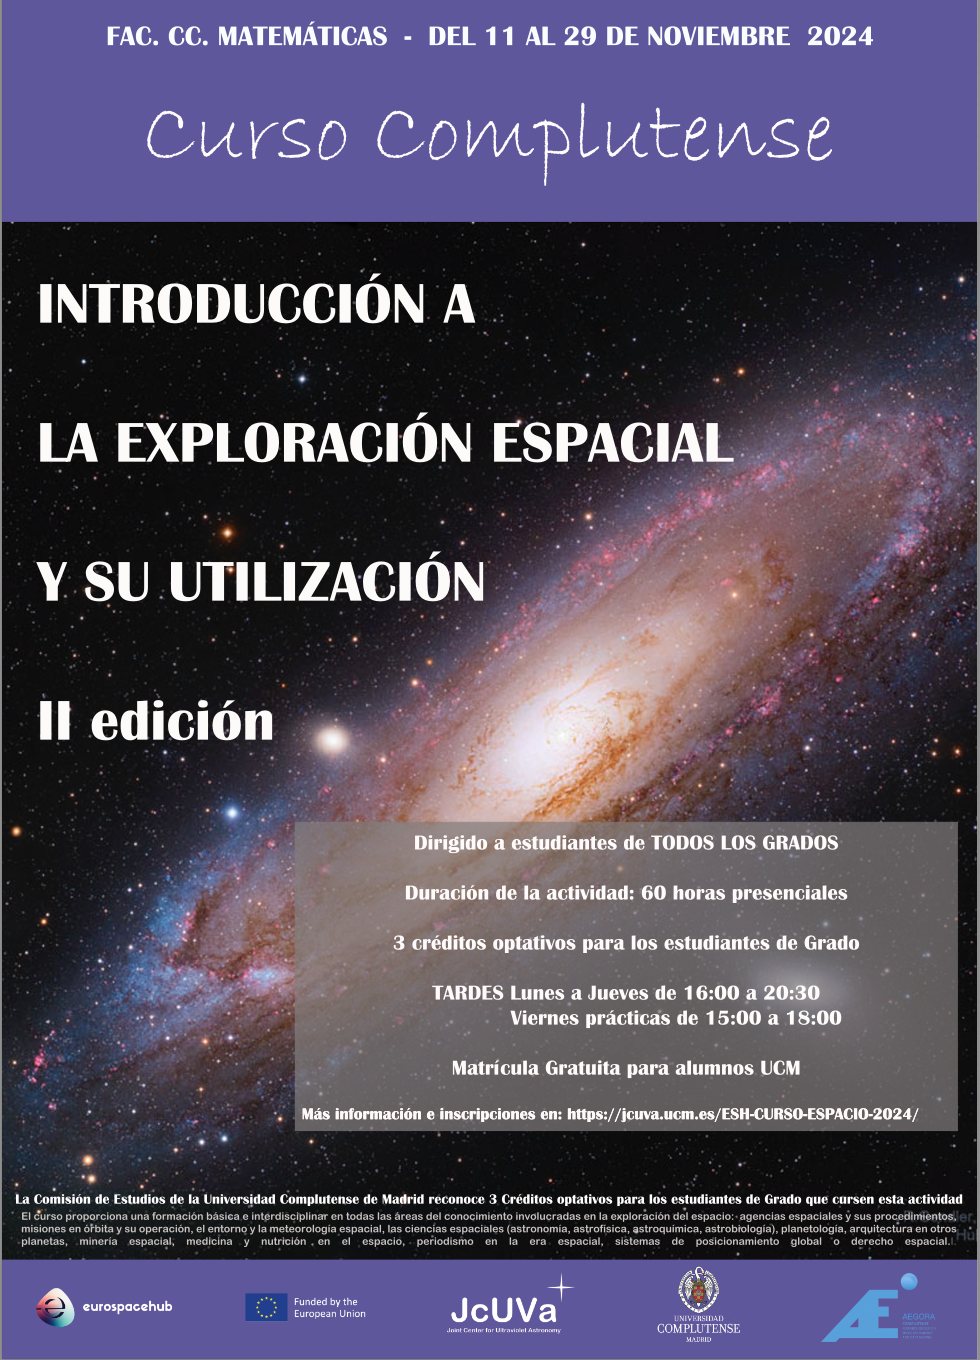 FAC. CC. MATEMÁTICAS - DEL 11 AL 29 DE NOVIEMBRE 2024
Curso Complutense
INTRODUCCIÓN A
LA EXPLORACIÓN ESPACIAL
Y SU UTILIZACIÓN
II edición
Dirigido a estudiantes de TODOS LOS GRADOS
Duración de la actividad: 60 horas presenciales
3 créditos optativos para los estudiantes de Grado
TARDES Lunes a Jueves de 16:00 a 20:30
Viernes prácticas de 15:00 a 18:00
Matrícula Gratuita para alumnos UCM
Más información e inscripciones en: https://jcuva.ucm.es/ESH-CURSO-ESPACIO-2024/
La Comisión de Estudios de la Universidad Complutense de Madrid reconoce 3 Créditos optativos para los estudiantes de Grado que cursen esta actividad
El curso proporciona una formación básica e interdisciplinar en todas las áreas del conocimiento involucradas en la exploración del espacio: agencias espaciales y sus procedimientos,
misiones en órbita y su operación, el entorno y la meteorología espacial, las ciencias espaciales (astronomía, astrofísica, astroquímica, astrobiología), planetología, arquitectura en otros
planetas, minería espacial, medicina y nutrición en el espacio, periodismo en la era espacial, sistemas de posicionamiento global o derecho espacial.
eurospacehub
Funded by the
European Union
JcUVa
Joint Center for Ultraviolet Astronomy
UNIVERSIDAD
COMPLUTENSE
MADRID
AE
AEGORA